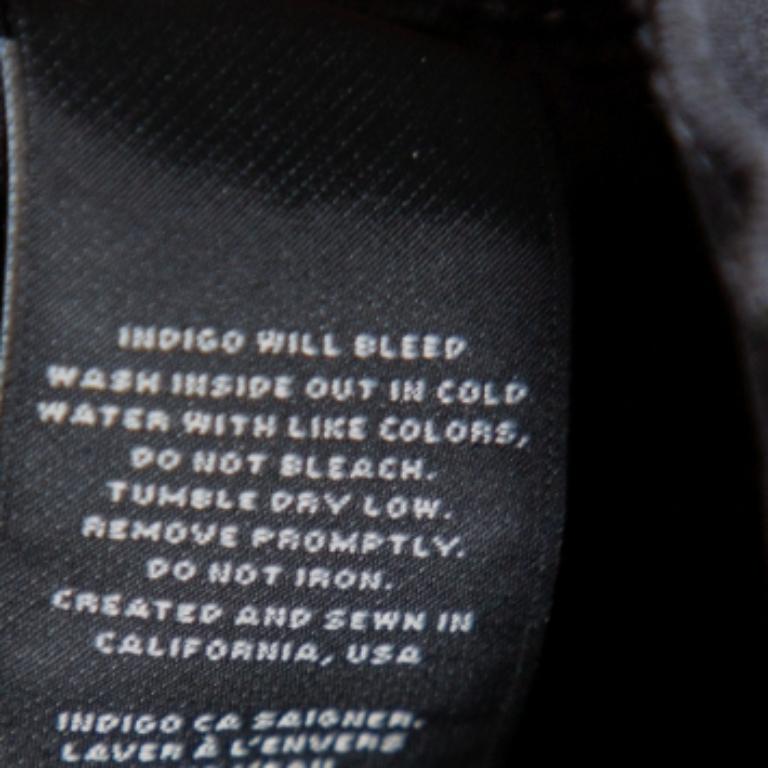 INDIGO WILL BLEED
WASH INSIDE OUT IN COLD
WATER WITH LIKE COLORS,
DO NOT BLEACH.
TUMBLE DRY LOW.
REMOVE PROMPTLY.
DO NOT IRON.
CREATED AND SEWN IN
CALIFORNIA, USA
INDIGO CA SAIGNER.
LAVER À L'ENVERS